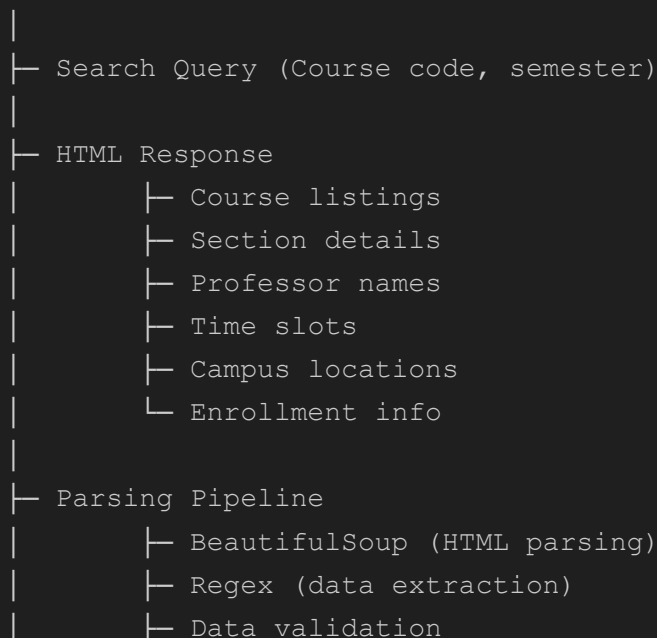 │
├─ Search Query (Course code, semester)
│
├─ HTML Response
│       ├─ Course listings
│       ├─ Section details
│       ├─ Professor names
│       ├─ Time slots
│       ├─ Campus locations
│       └─ Enrollment info
│
├─ Parsing Pipeline
│       ├─ BeautifulSoup (HTML parsing)
│       ├─ Regex (data extraction)
│       ├─ Data validation